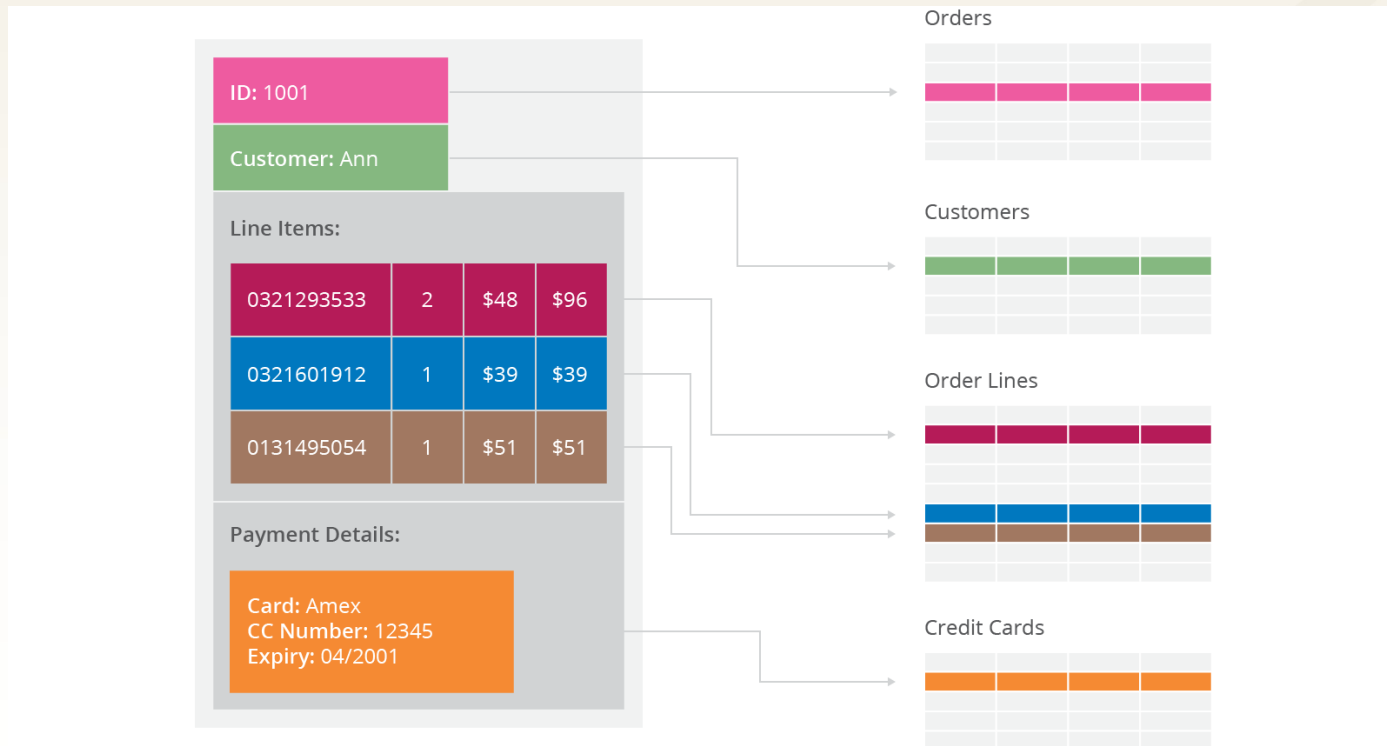 Orders
ID: 1001
Customer: Ann
Customers
Line Items:
0321293533 2 $48 $96
0321601912 1 $39 $39
0131495054 1 $51 $51
Order Lines
Payment Details:
Card: Amex
CC Number: 12345
Expiry: 04/2001
Credit Cards